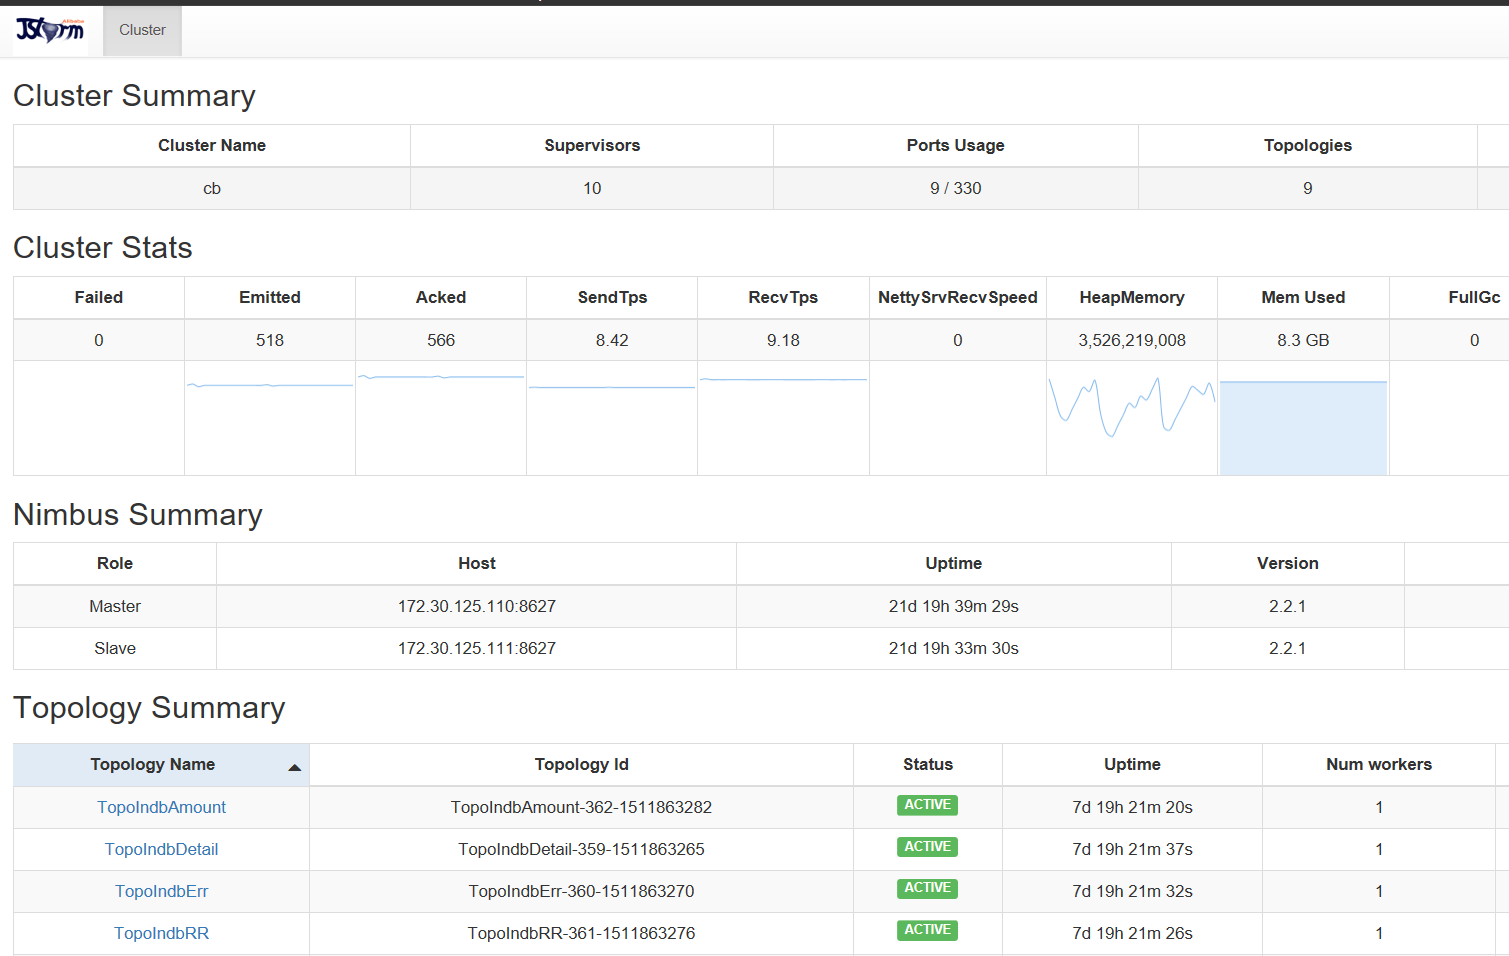 Alibaba
JStorm
Cluster
Cluster Summary
Cluster Name Supervisors Ports Usage Topologies
cb 10 9 / 330 9
Cluster Stats
Failed Emitted Acked SendTps RecvTps NettySrvRecvSpeed HeapMemory Mem Used FullGc
0 518 566 8.42 9.18 0 3,526,219,008 8.3 GB 0
Nimbus Summary
Role Host Uptime Version
Master 172.30.125.110:8627 21d 19h 39m 29s 2.2.1
Slave 172.30.125.111:8627 21d 19h 33m 30s 2.2.1
Topology Summary
Topology Name Topology Id Status Uptime Num workers
TopoIndbAmount TopoIndbAmount-362-1511863282 ACTIVE 7d 19h 21m 20s 1
TopoIndbDetail TopoIndbDetail-359-1511863265 ACTIVE 7d 19h 21m 37s 1
TopoIndbErr TopoIndbErr-360-1511863270 ACTIVE 7d 19h 21m 32s 1
TopoIndbRR TopoIndbRR-361-1511863276 ACTIVE 7d 19h 21m 26s 1